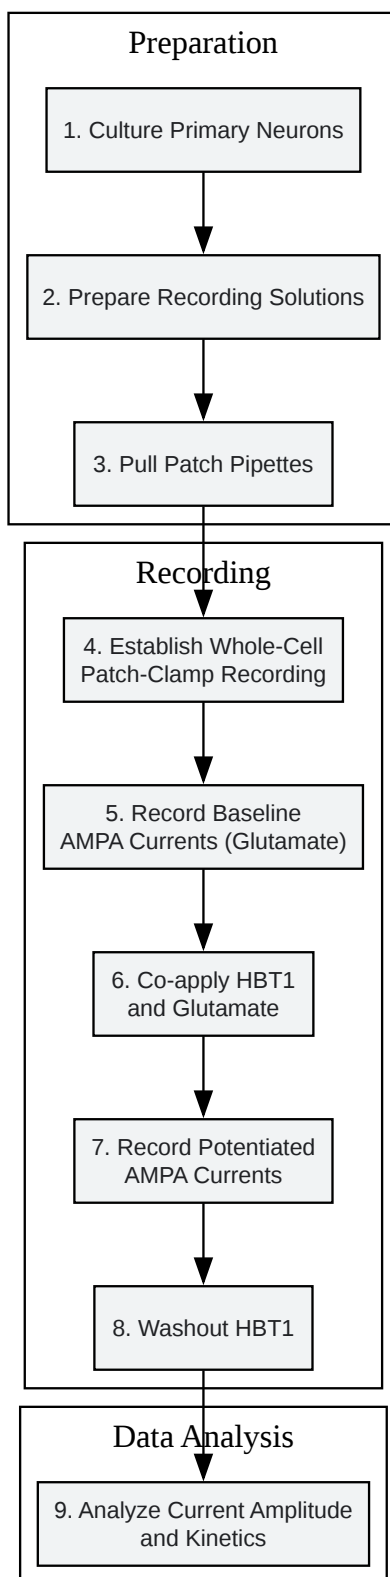 Preparation
1. Culture Primary Neurons
2. Prepare Recording Solutions
3. Pull Patch Pipettes
Recording
4. Establish Whole-Cell
Patch-Clamp Recording
5. Record Baseline
AMPA Currents (Glutamate)
6. Co-apply HBT1
and Glutamate
7. Record Potentiated
AMPA Currents
8. Washout HBT1
Data Analysis
9. Analyze Current Amplitude
and Kinetics